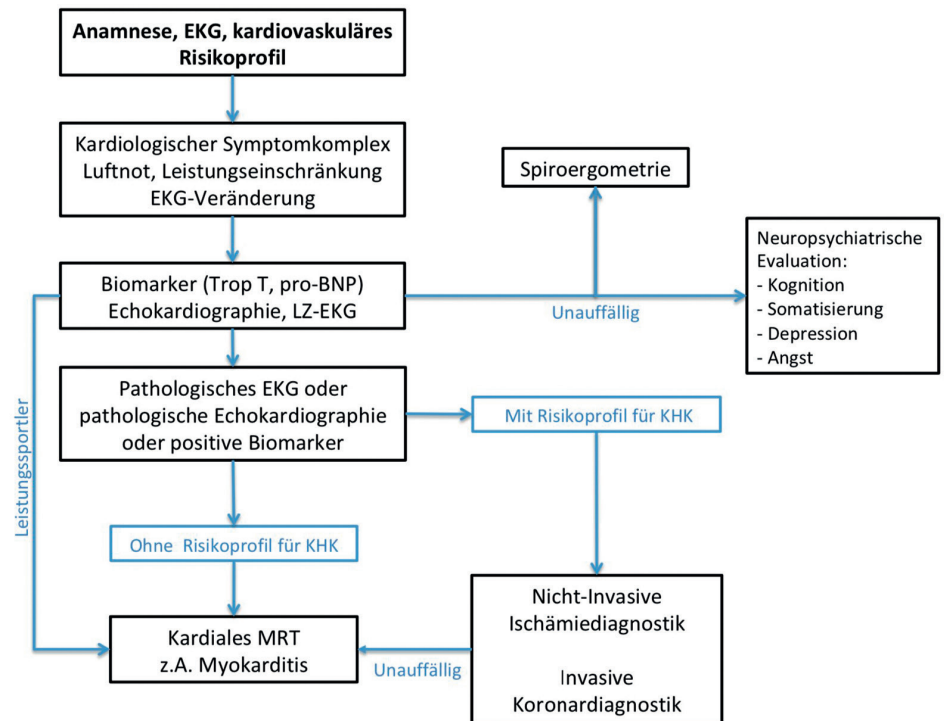 Anamnese, EKG, kardiovaskuläres
Risikoprofil
Kardiologischer Symptomkomplex
Luftnot, Leistungseinschränkung
EKG-Veränderung
Spiroergometrie
Neuropsychiatrische
Evaluation:
- Kognition
- Somatisierung
- Depression
- Angst
Biomarker (Trop T, pro-BNP)
Echokardiographie, LZ-EKG
Unauffällig
Pathologisches EKG oder
pathologische Echokardiographie
oder positive Biomarker
Mit Risikoprofil für KHK
Leistungssportler
Ohne Risikoprofil für KHK
Nicht-Invasive
Ischämiediagnostik
Invasive
Koronardiagnostik
Kardiales MRT
z.A. Myokarditis
Unauffällig